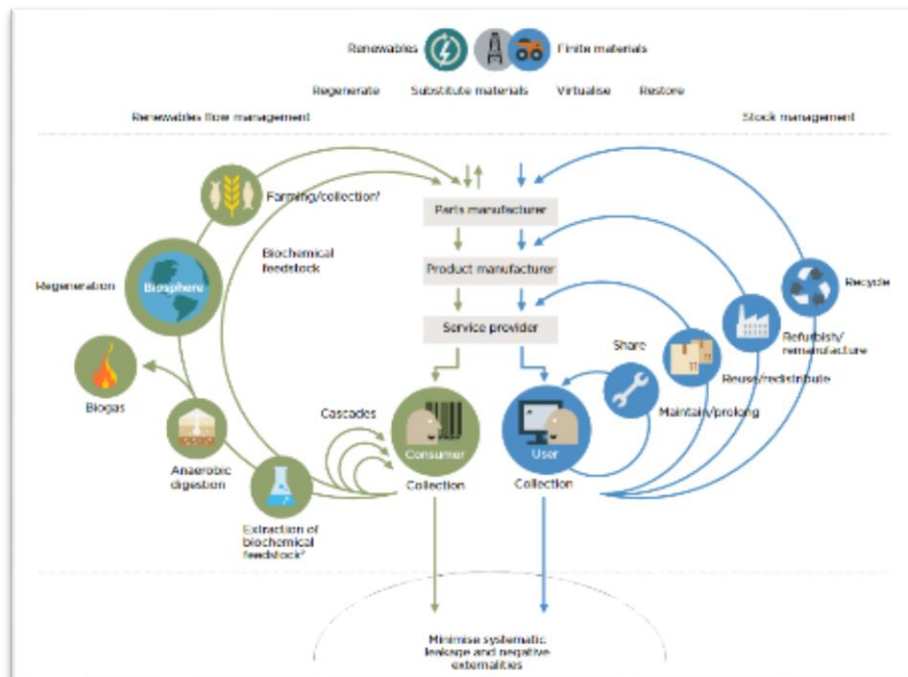 Renewables
Finite materials
Regenerate
Substitute materials
Virtualise
Restore
Renewables flow management
Stock management
Farming/collection¹
Parts manufacturer
Biochemical
feedstock
Product manufacturer
Regeneration
Biosphere
Recycle
Service provider
Share
Refurbish/
remanufacture
Reuse/redistribute
Biogas
Cascades
Maintain/prolong
Consumer
User
Anaerobic
digestion
Collection
Collection
Extraction of
biochemical
feedstock²
Minimise systematic
leakage and negative
externalities